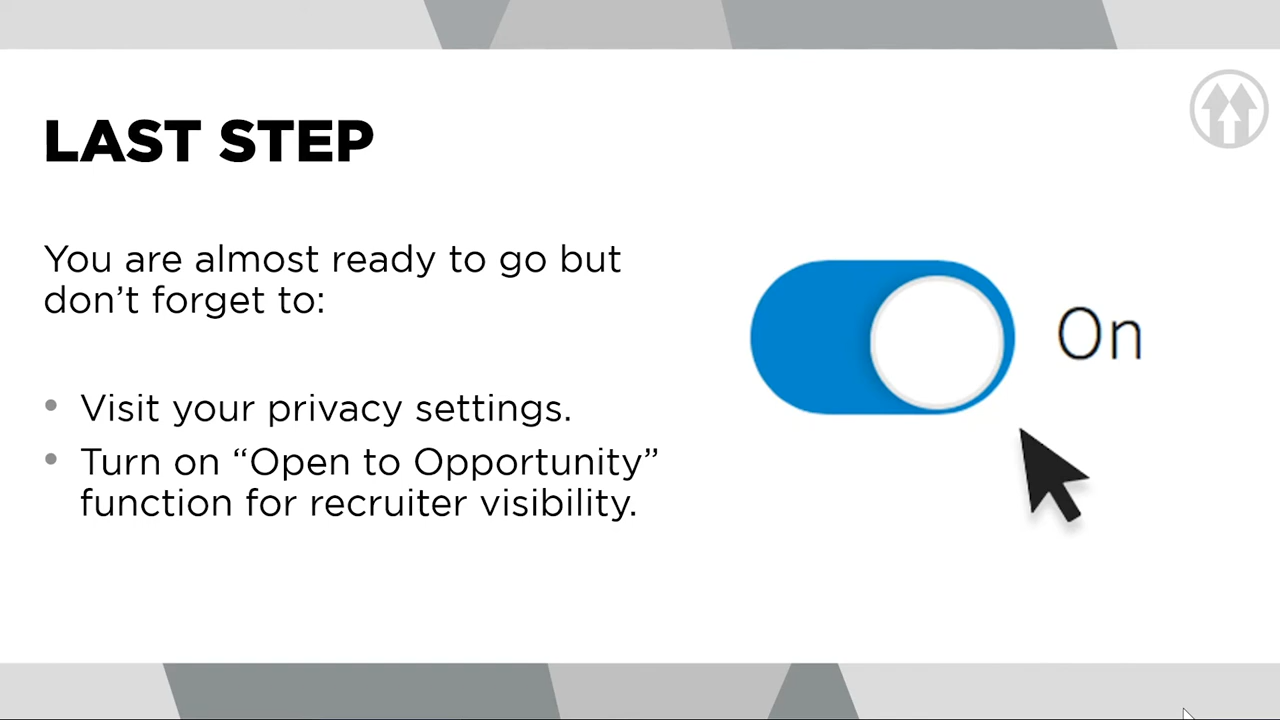 LAST STEP
You are almost ready to go but
don’t forget to:
• Visit your privacy settings.
• Turn on “Open to Opportunity”
function for recruiter visibility.
On